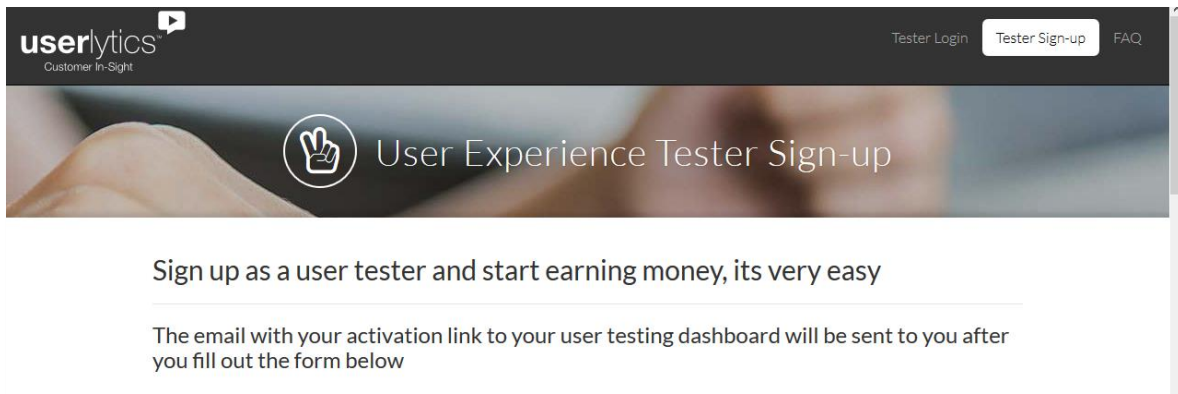 userlytics™
Customer In-Sight
Tester Login
Tester Sign-up
FAQ
User Experience Tester Sign-up
Sign up as a user tester and start earning money, its very easy
The email with your activation link to your user testing dashboard will be sent to you after
you fill out the form below